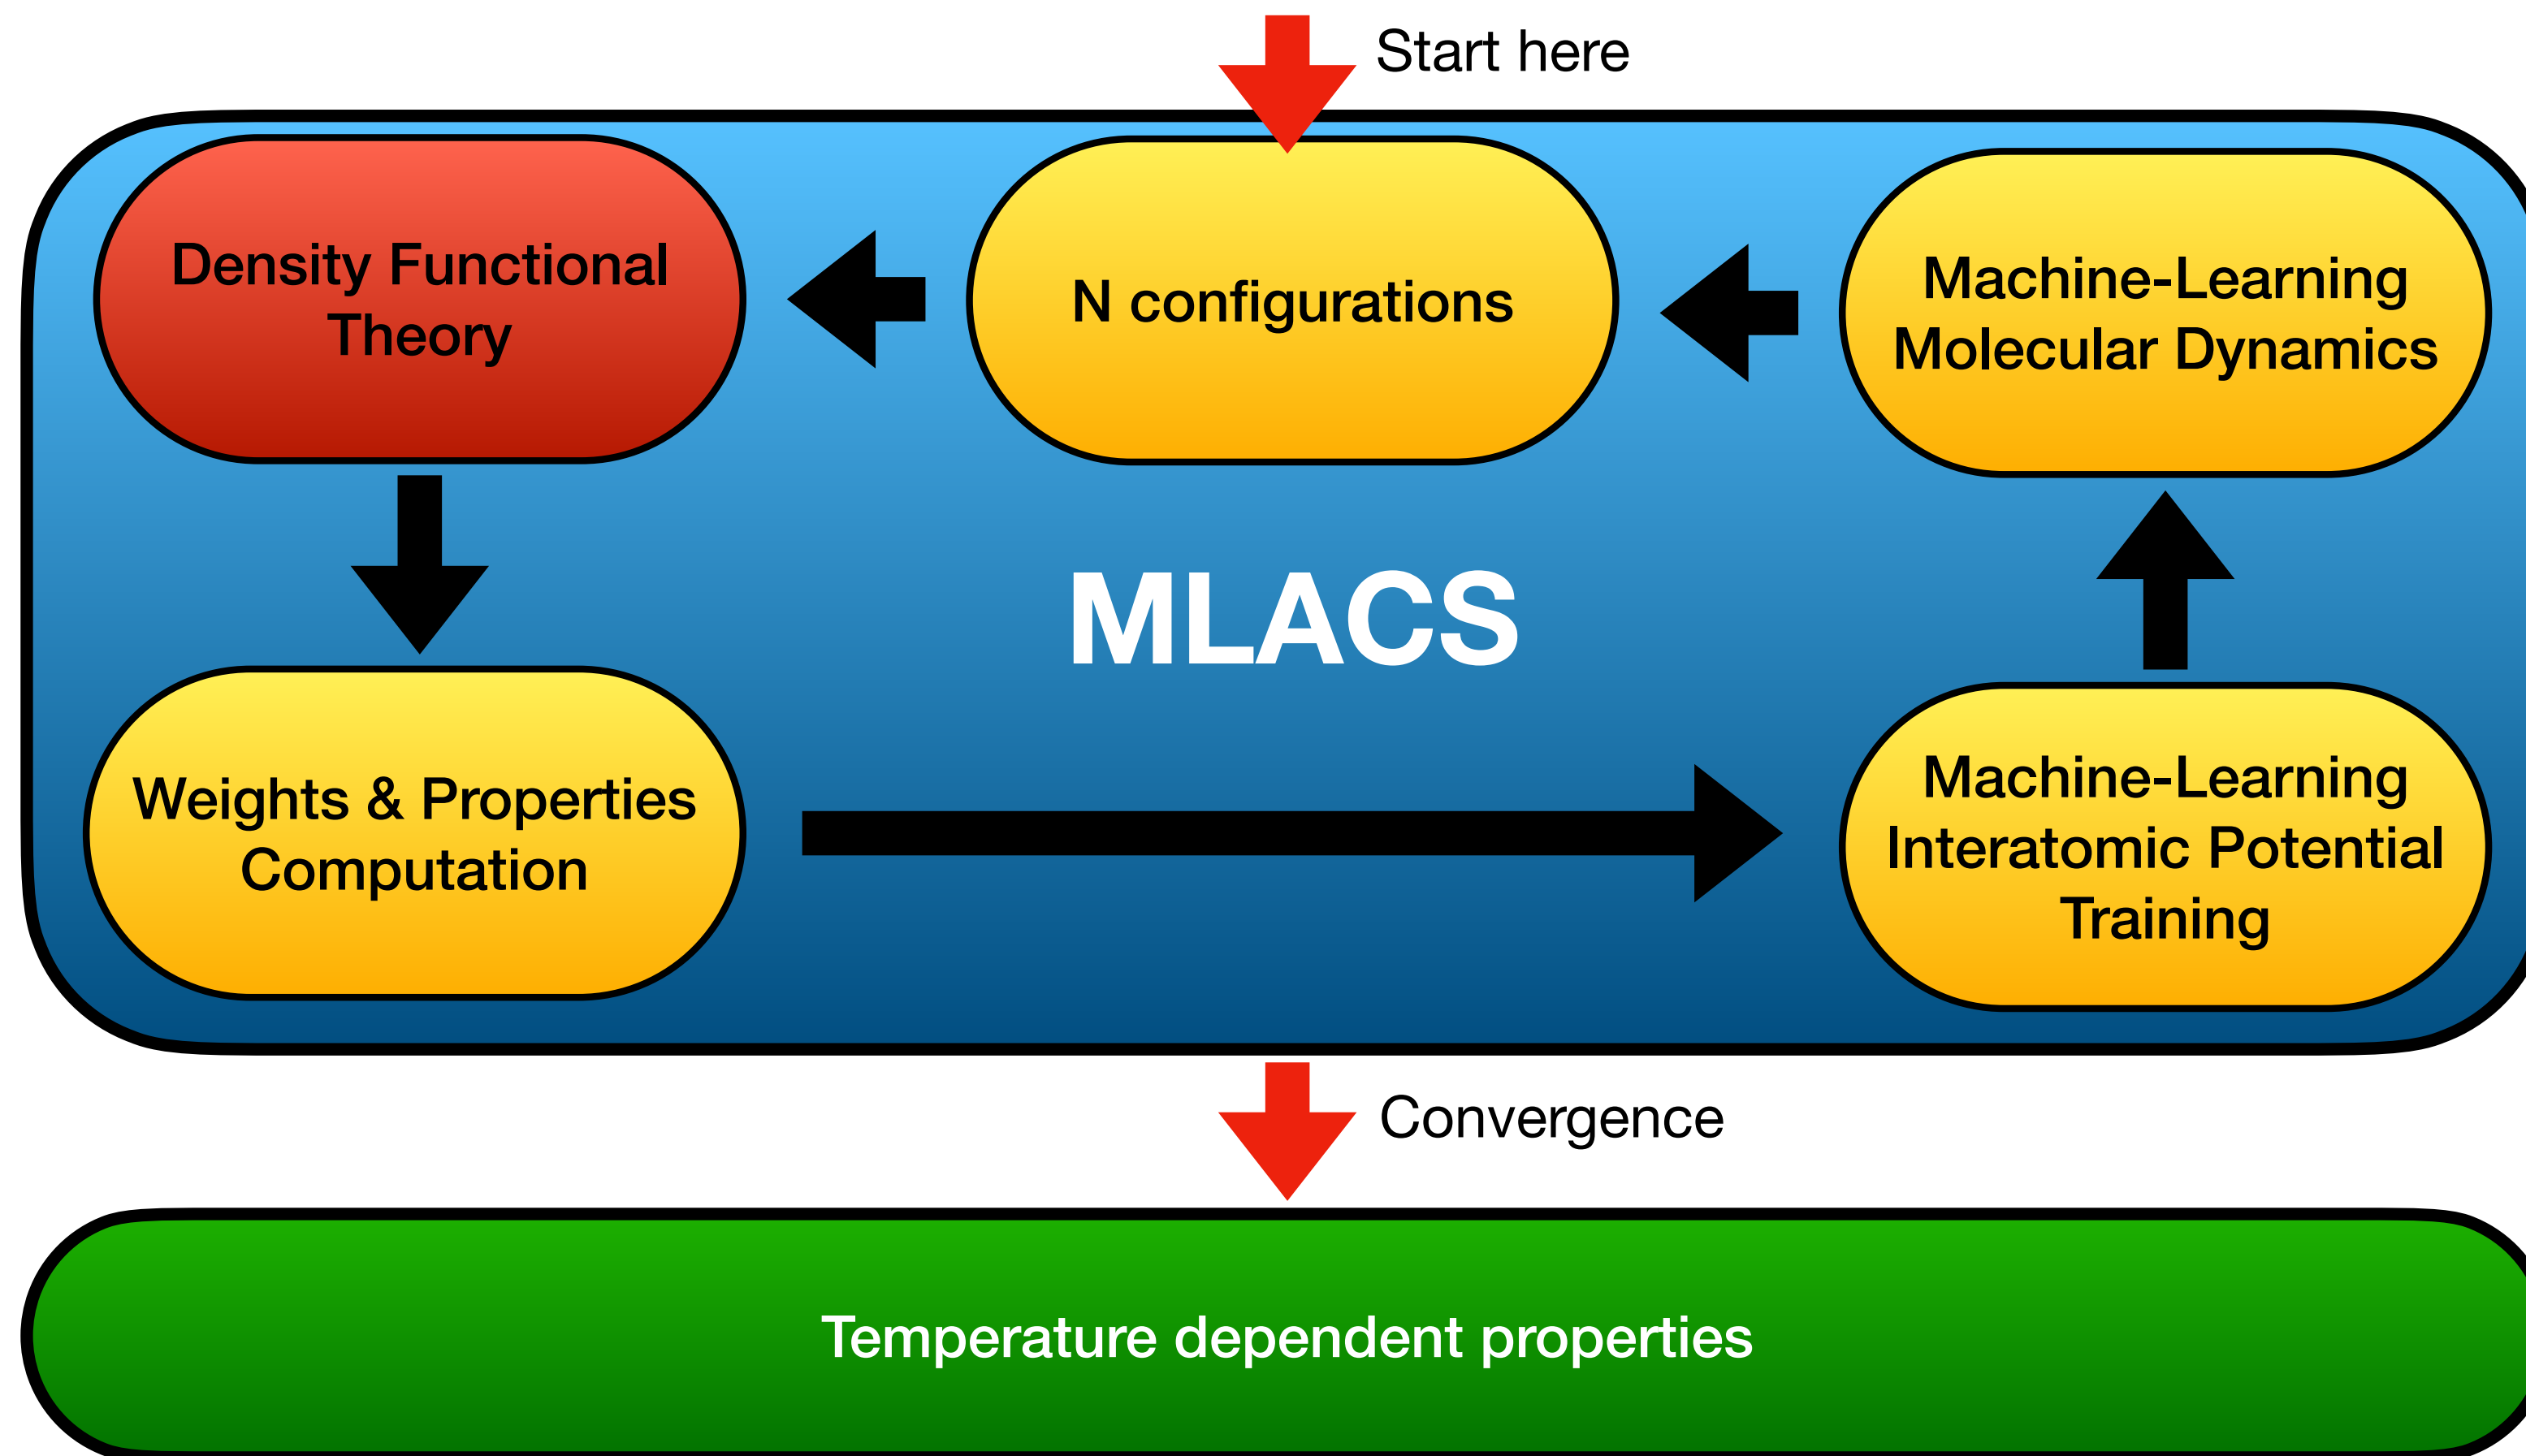 Start here
Density Functional
Theory
N configurations
Machine-Learning
Molecular Dynamics
MLACS
Weights & Properties
Computation
Machine-Learning
Interatomic Potential
Training
Convergence
Temperature dependent properties